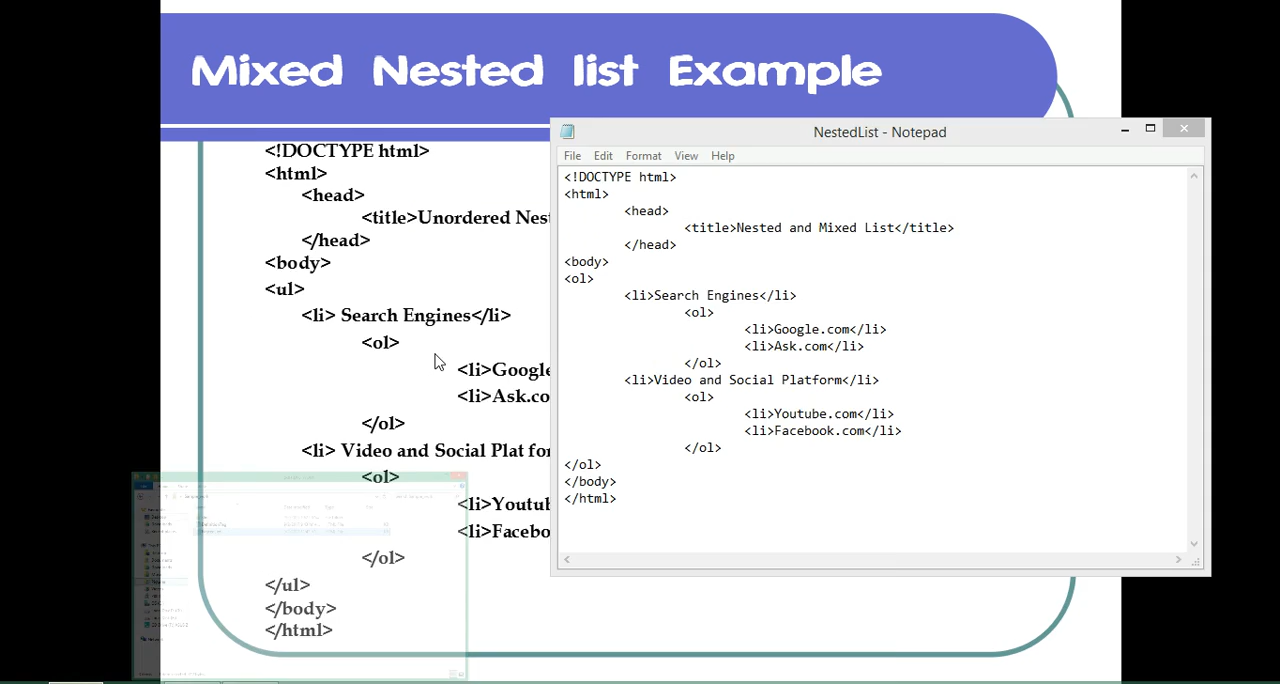 Mixed Nested list Example
<!DOCTYPE html>
<html>
<head>
<title>Unordered Nest
</head>
<body>
<ul>
<li> Search Engines</li>
<ol>
<li>Google
<li>Ask.co
</ol>
<li> Video and Social Plat for
<ol>
<li>Youtub
<li>Facebo
</ol>
</ul>
</body>
</html>
NestedList - Notepad
File Edit Format View Help
<!DOCTYPE html>
<html>
<head>
<title>Nested and Mixed List</title>
</head>
<body>
<ol>
<li>Search Engines</li>
<ol>
<li>Google.com</li>
<li>Ask.com</li>
</ol>
<li>Video and Social Platform</li>
<ol>
<li>Youtube.com</li>
<li>Facebook.com</li>
</ol>
</ol>
</body>
</html>